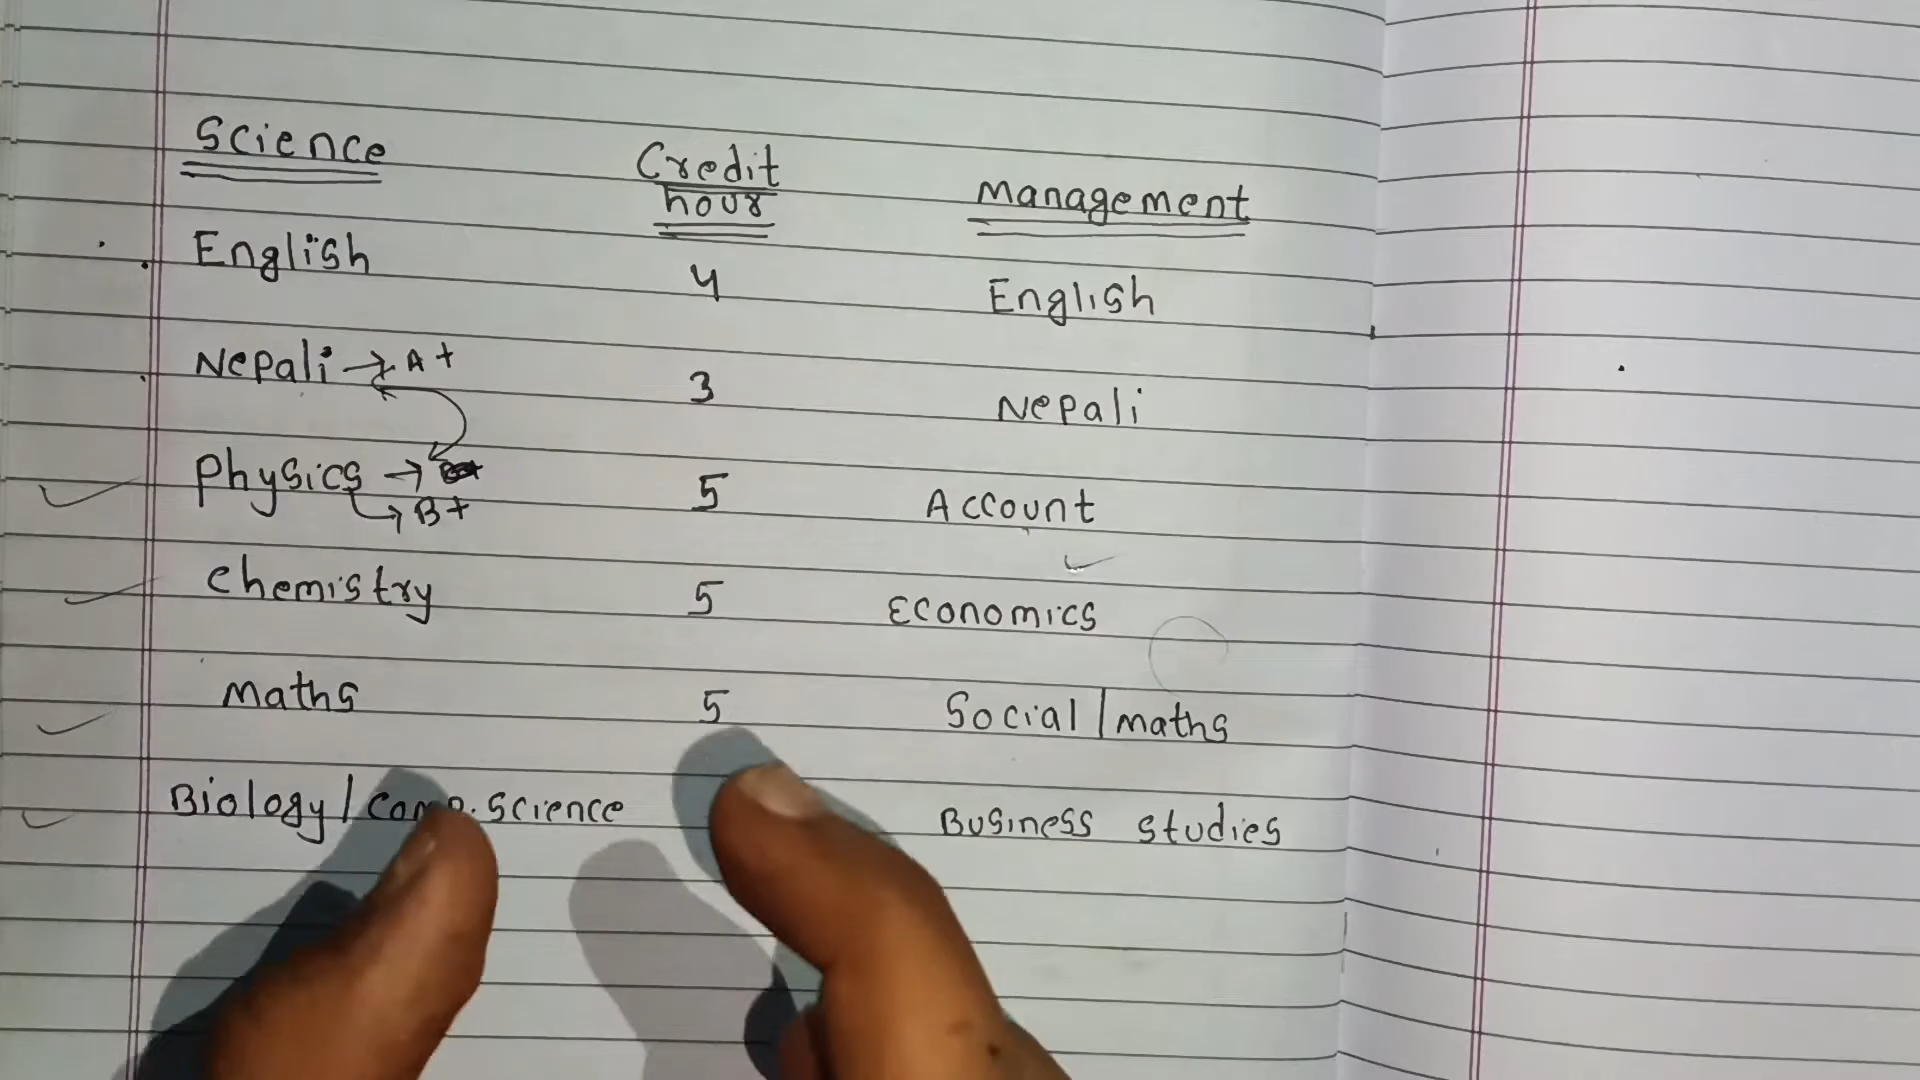 Science Credit hour Management
English 4 English
Nepali → A+ 3 Nepali
Physics → 5 Account
→ B+
Chemistry 5 Economics
Maths 5 Social | maths
Biology / Comp. Science Business studies